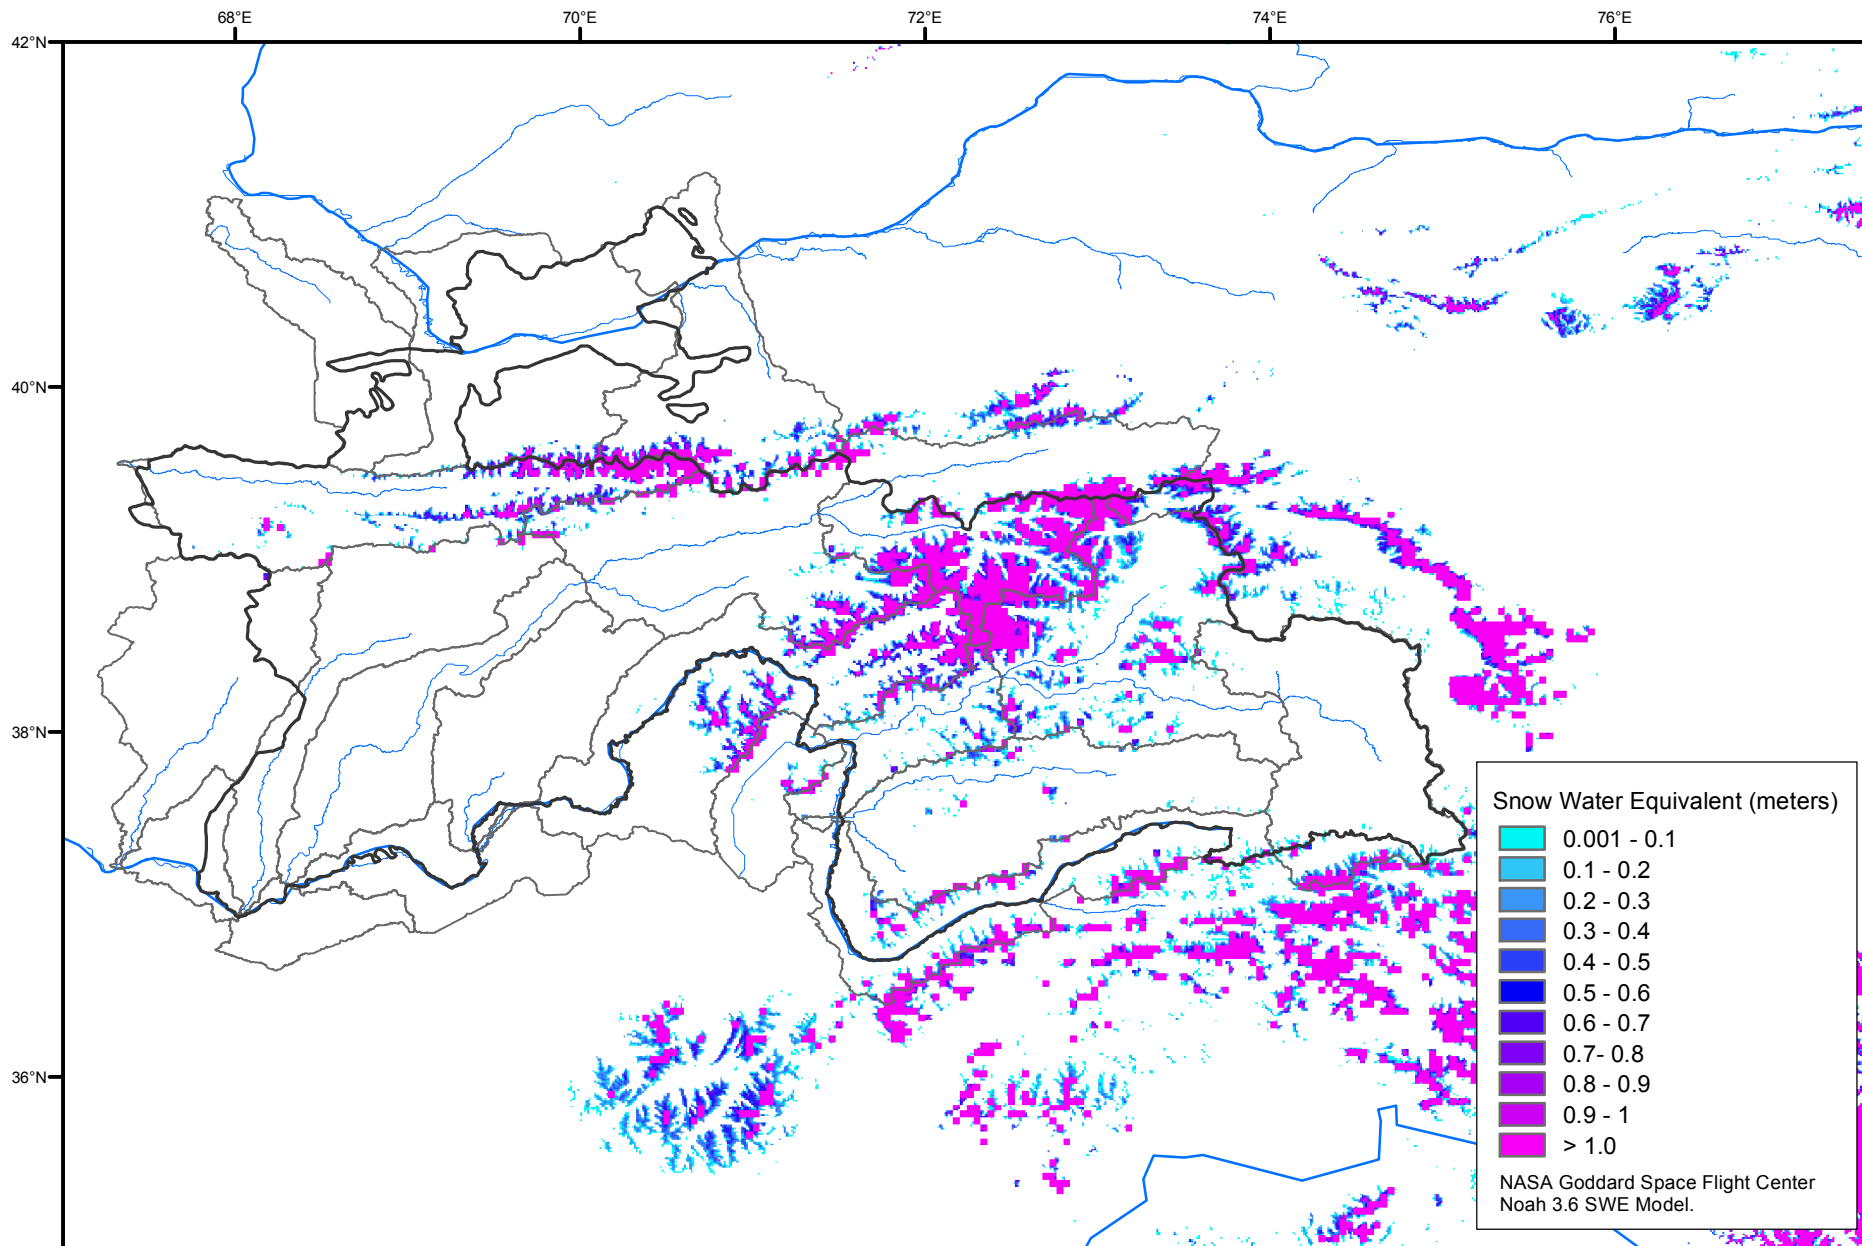 68°E
70°E
72°E
74°E
76°E
42°N
40°N
38°N
36°N
Snow Water Equivalent (meters)
0.001 - 0.1
0.1 - 0.2
0.2 - 0.3
0.3 - 0.4
0.4 - 0.5
0.5 - 0.6
0.6 - 0.7
0.7- 0.8
0.8 - 0.9
0.9 - 1
> 1.0
NASA Goddard Space Flight Center
Noah 3.6 SWE Model.